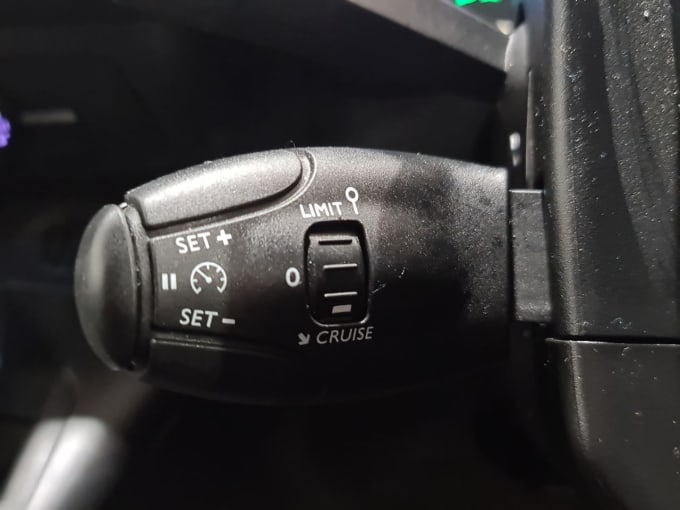 LIMIT
SET +
0
SET -
CRUISE